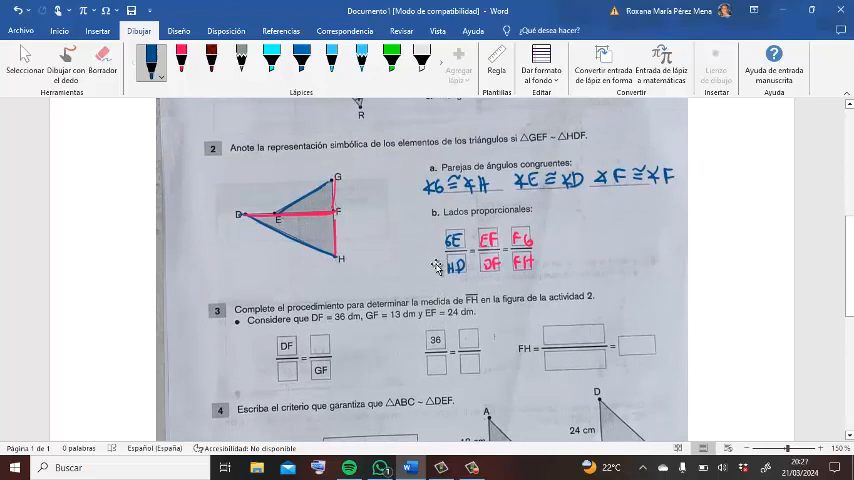 Documento1 [Modo de compatibilidad] - Word
Roxana María Pérez Mena
Archivo Inicio Insertar Dibujar Diseño Disposición Referencias Correspondencia Revisar Vista Ayuda ¿Qué desea hacer?
Seleccionar Dibujar con el dedo Borrador
Agregar lápiz Regla Dar formato al lienzo Convertir entrada de lápiz en forma Convertir entrada a matemáticas Lienzo de dibujo Ayuda de entrada manuscrita
Herramientas Lápices Plantillas Editar Convertir Insertar Ayuda
R
2 Anote la representación simbólica de los elementos de los triángulos si △GEF ~ △HDF.
a. Parejas de ángulos congruentes:
∢G ≅ ∢H ∢E ≅ ∢D ∢F ≅ ∢F
G
D E F
H
b. Lados proporcionales:
GE = EF = FG
HD DF FH
3 Complete el procedimiento para determinar la medida de FH en la figura de la actividad 2.
• Considere que DF = 36 dm, GF = 13 dm y EF = 24 dm.
DF = 36 = FH = =
GF
4 Escriba el criterio que garantiza que △ABC ~ △DEF.
A D
24 cm
Página 1 de 1 0 palabras Español (España) Accesibilidad: No disponible 150 %
Buscar 22°C 20:27
21/03/2024